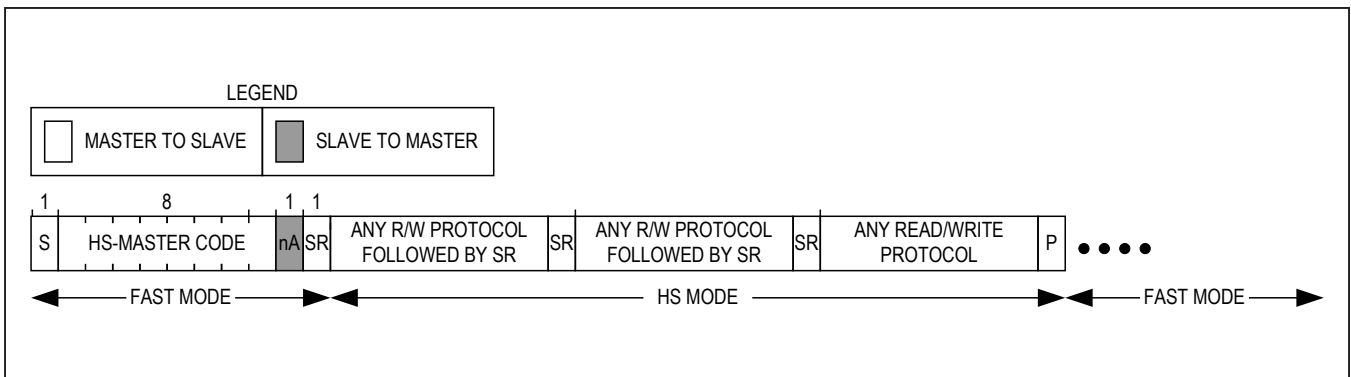 LEGEND
MASTER TO SLAVE SLAVE TO MASTER
1 8 1 1
S HS-MASTER CODE nA SR ANY R/W PROTOCOL FOLLOWED BY SR SR ANY R/W PROTOCOL FOLLOWED BY SR SR ANY READ/WRITE PROTOCOL P
FAST MODE HS MODE FAST MODE